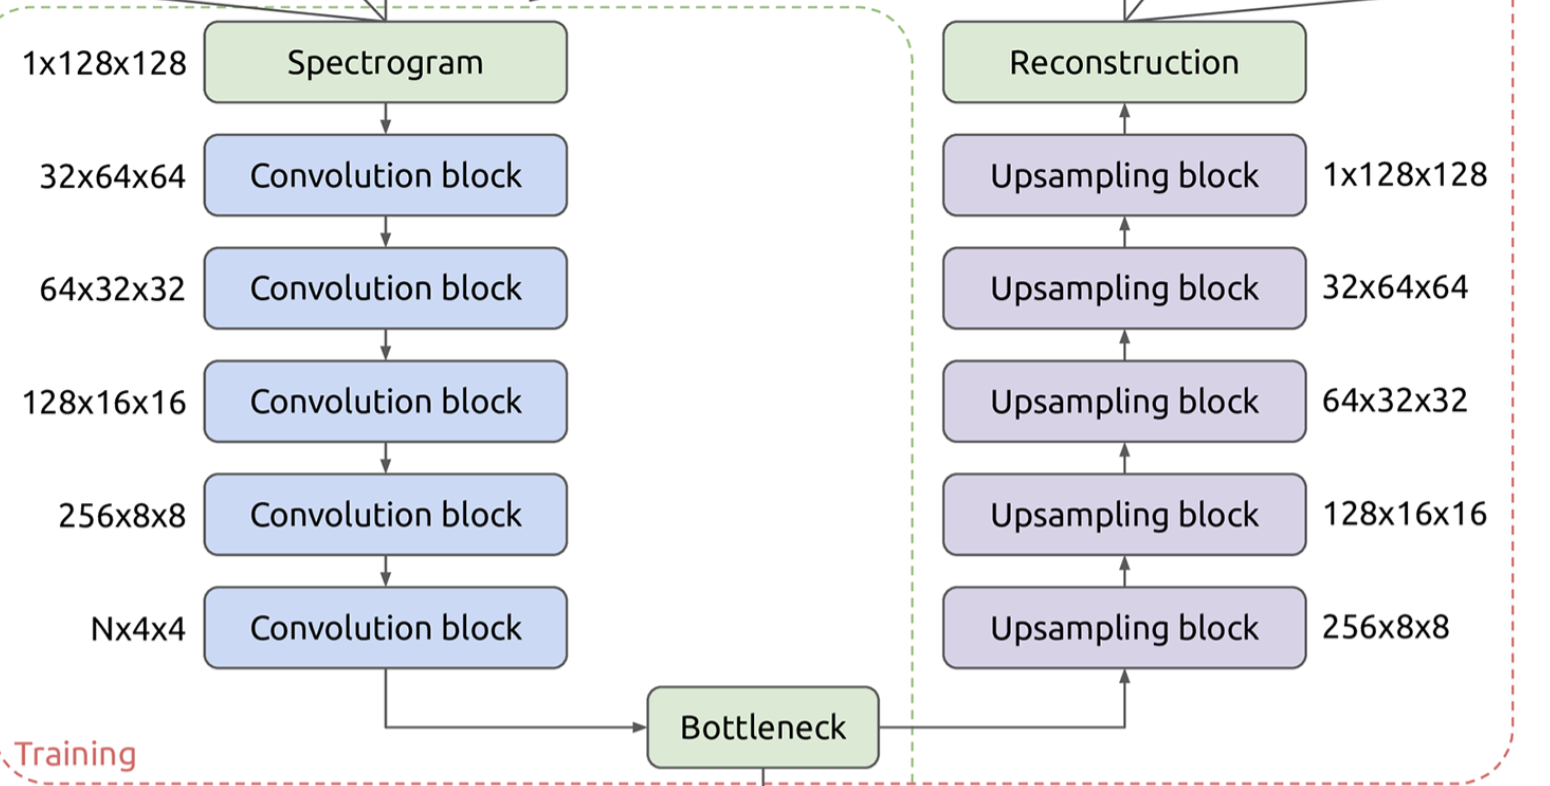 1x128x128
Spectrogram
32x64x64
Convolution block
64x32x32
Convolution block
128x16x16
Convolution block
256x8x8
Convolution block
Nx4x4
Convolution block
Bottleneck
Training
Reconstruction
Upsampling block
1x128x128
Upsampling block
32x64x64
Upsampling block
64x32x32
Upsampling block
128x16x16
Upsampling block
256x8x8